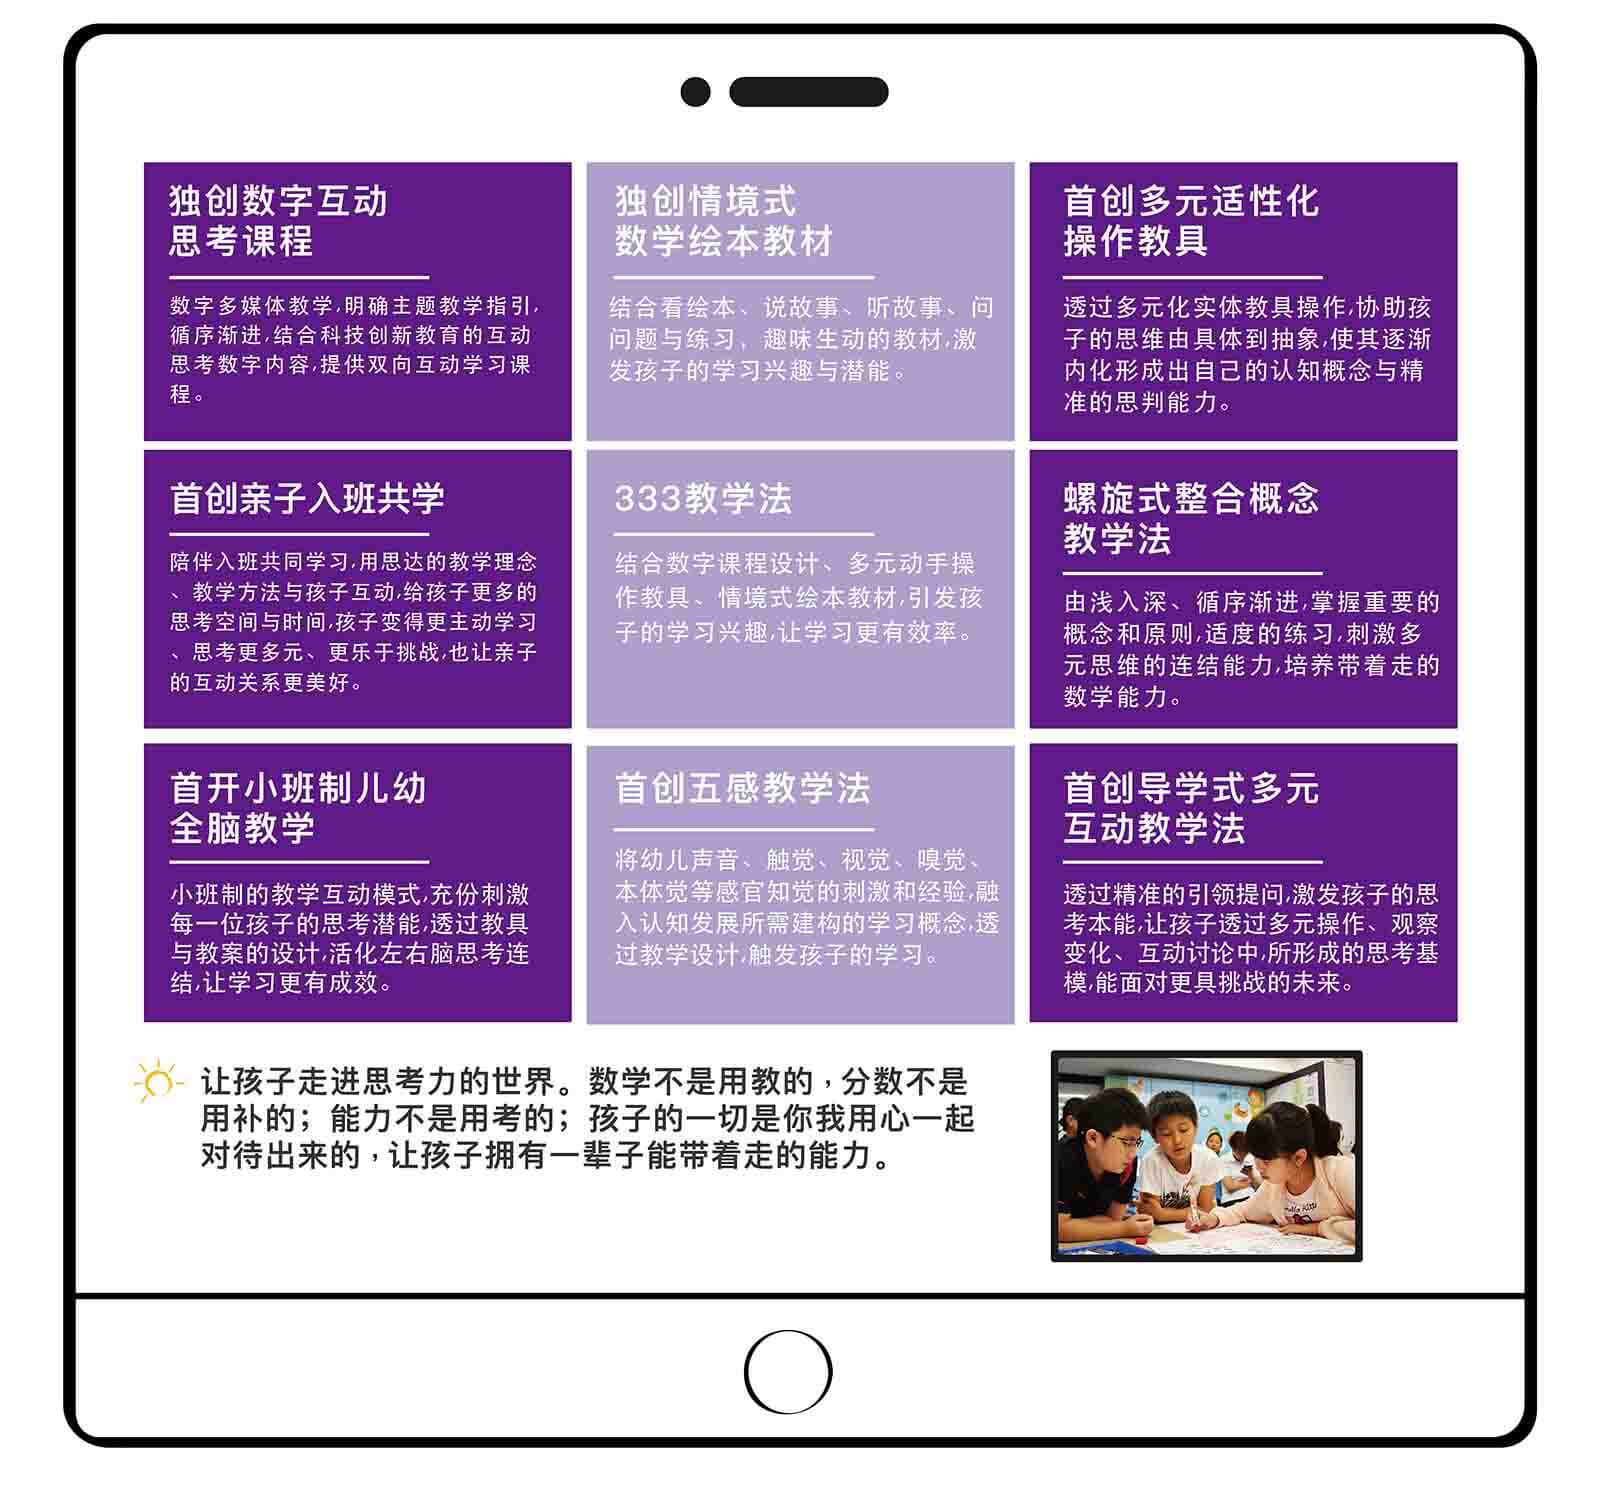 独创数字互动
思考课程
数字多媒体教学,明确主题教学指引,
循序渐进,结合科技创新教育的互动
思考数字内容,提供双向互动学习课
程。
独创情境式
数学绘本教材
结合看绘本、说故事、听故事、问
问题与练习、趣味生动的教材,激
发孩子的学习兴趣与潜能。
首创多元适性化
操作教具
透过多元化实体教具操作,协助孩
子的思维由具体到抽象,使其逐渐
内化形成出自己的认知概念与精
准的思判能力。
首创亲子入班共学
陪伴入班共同学习,用思达的教学理念
、教学方法与孩子互动,给孩子更多的
思考空间与时间,孩子变得更主动学习
、思考更多元、更乐于挑战,也让亲子
的互动关系更美好。
333教学法
结合数字课程设计、多元动手操
作教具、情境式绘本教材,引发孩
子的学习兴趣,让学习更有效率。
螺旋式整合概念
教学法
由浅入深、循序渐进,掌握重要的
概念和原则,适度的练习,刺激多
元思维的连结能力,培养带着走的
数学能力。
首开小班制儿幼
全脑教学
小班制的教学互动模式,充份刺激
每一位孩子的思考潜能,透过教具
与教案的设计,活化左右脑思考连
结,让学习更有成效。
首创五感教学法
将幼儿声音、触觉、视觉、嗅觉、
本体觉等感官知觉的刺激和经验,融
入认知发展所需建构的学习概念,透
过教学设计,触发孩子的学习。
首创导学式多元
互动教学法
透过精准的引领提问,激发孩子的思
考本能,让孩子透过多元操作、观察
变化、互动讨论中,所形成的思考基
模,能面对更具挑战的未来。
让孩子走进思考力的世界。数学不是用教的，分数不是
用补的；能力不是用考的；孩子的一切是你我用心一起
对待出来的，让孩子拥有一辈子能带着走的能力。
Hello Kitty